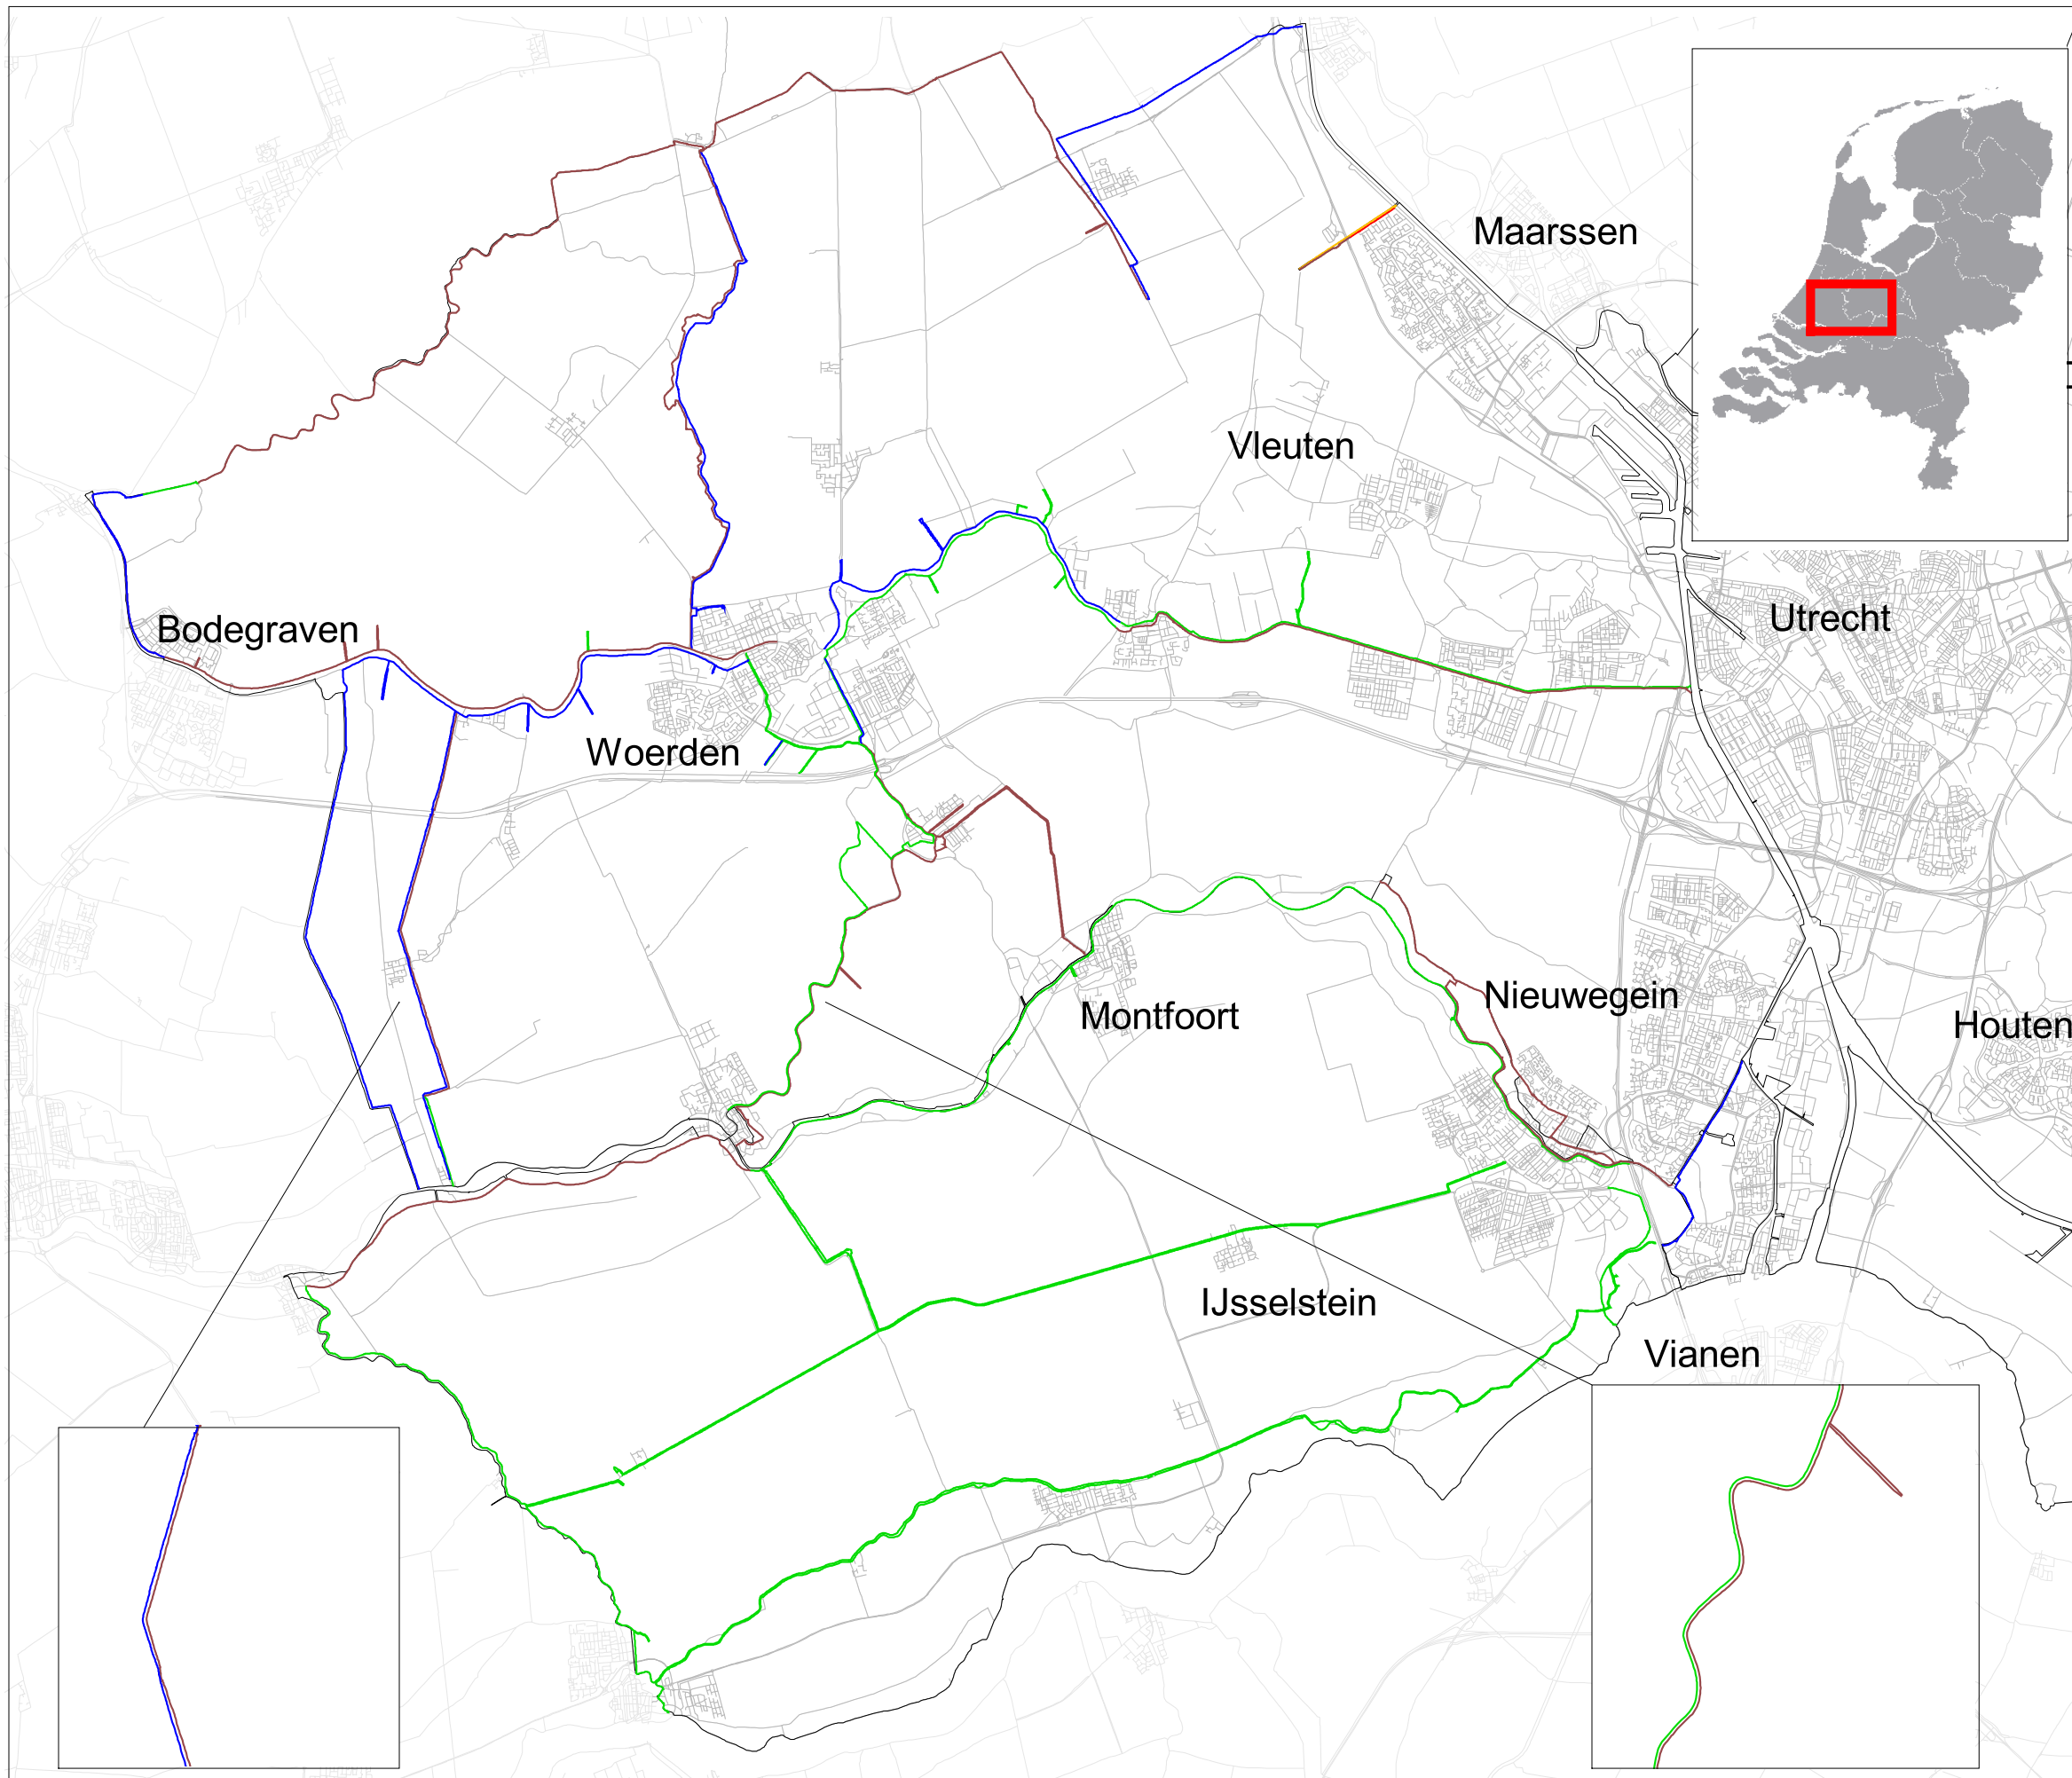 Maarssen
Vleuten
Utrecht
Bodegraven
Woerden
Nieuwegein
Montfoort
Houten
IJsselstein
Vianen